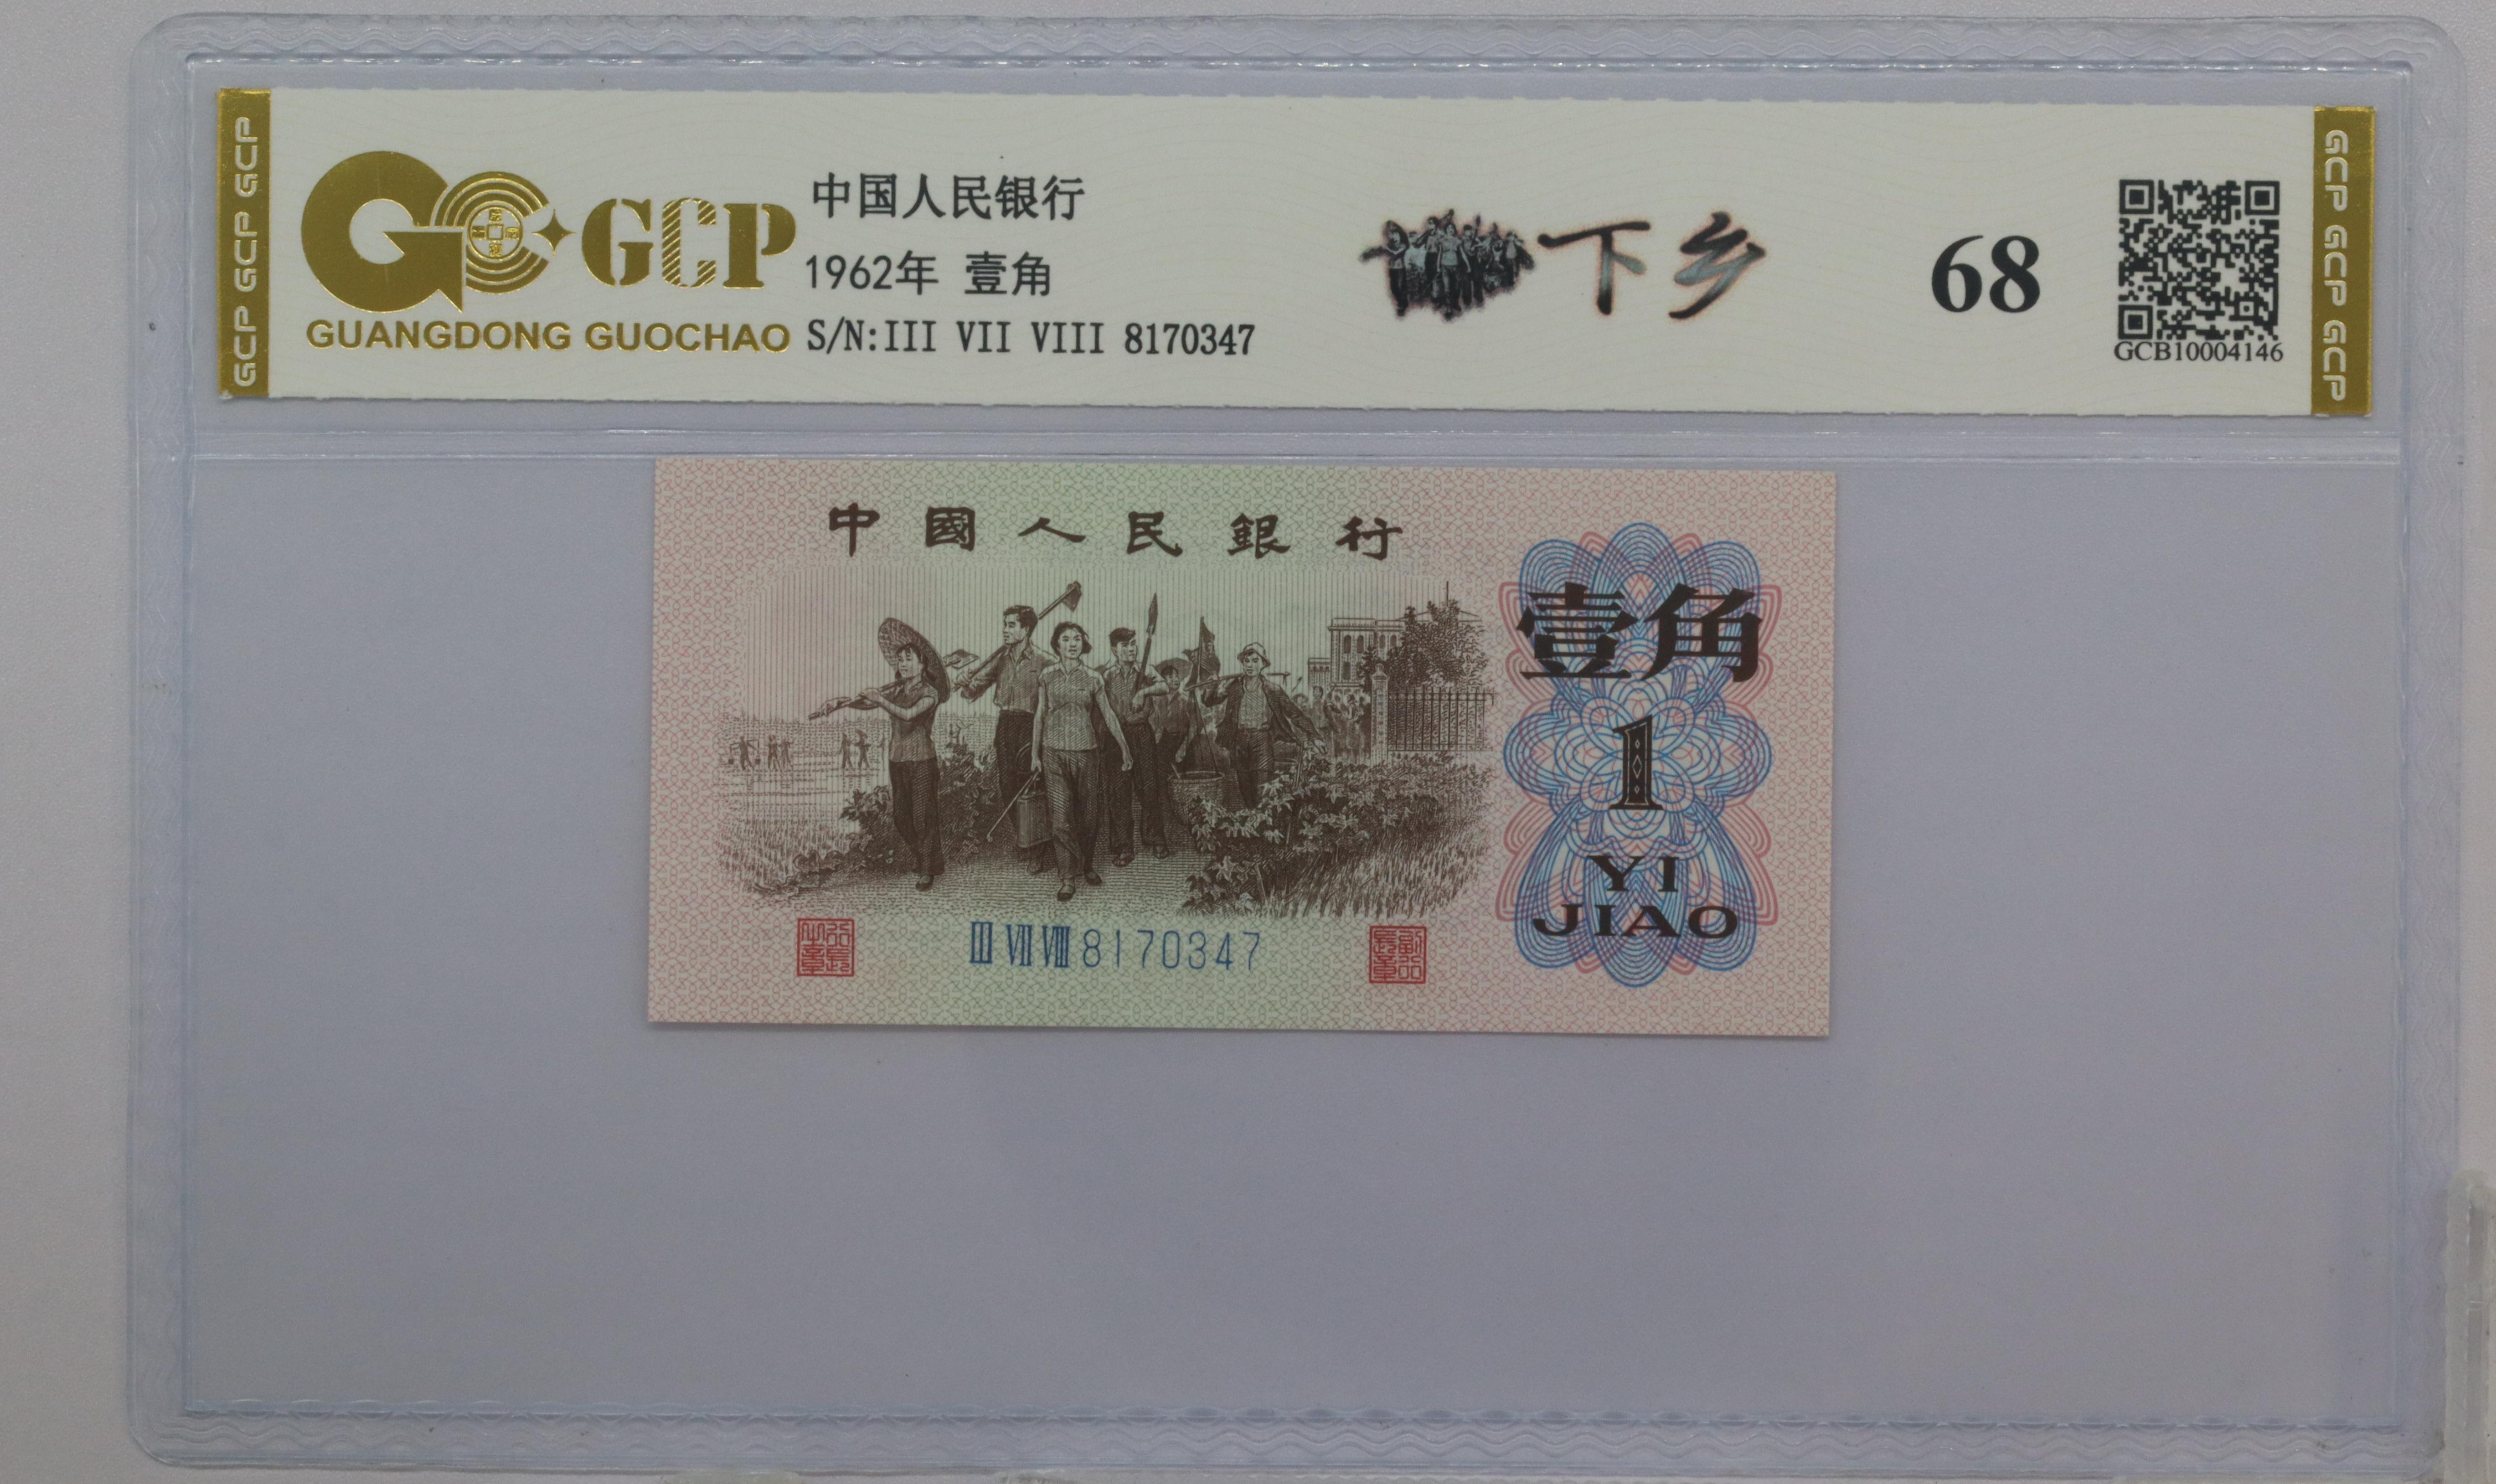 GCP GCP GCP
GCP
GUANGDONG GUOCHAO
中国人民银行
1962年 壹角
S/N:III VII VIII 8170347
下乡
68
GCB10004146
GCP GCP GCP
中國人民銀行
壹角
1
YI
JIAO
III VII VIII 8170347